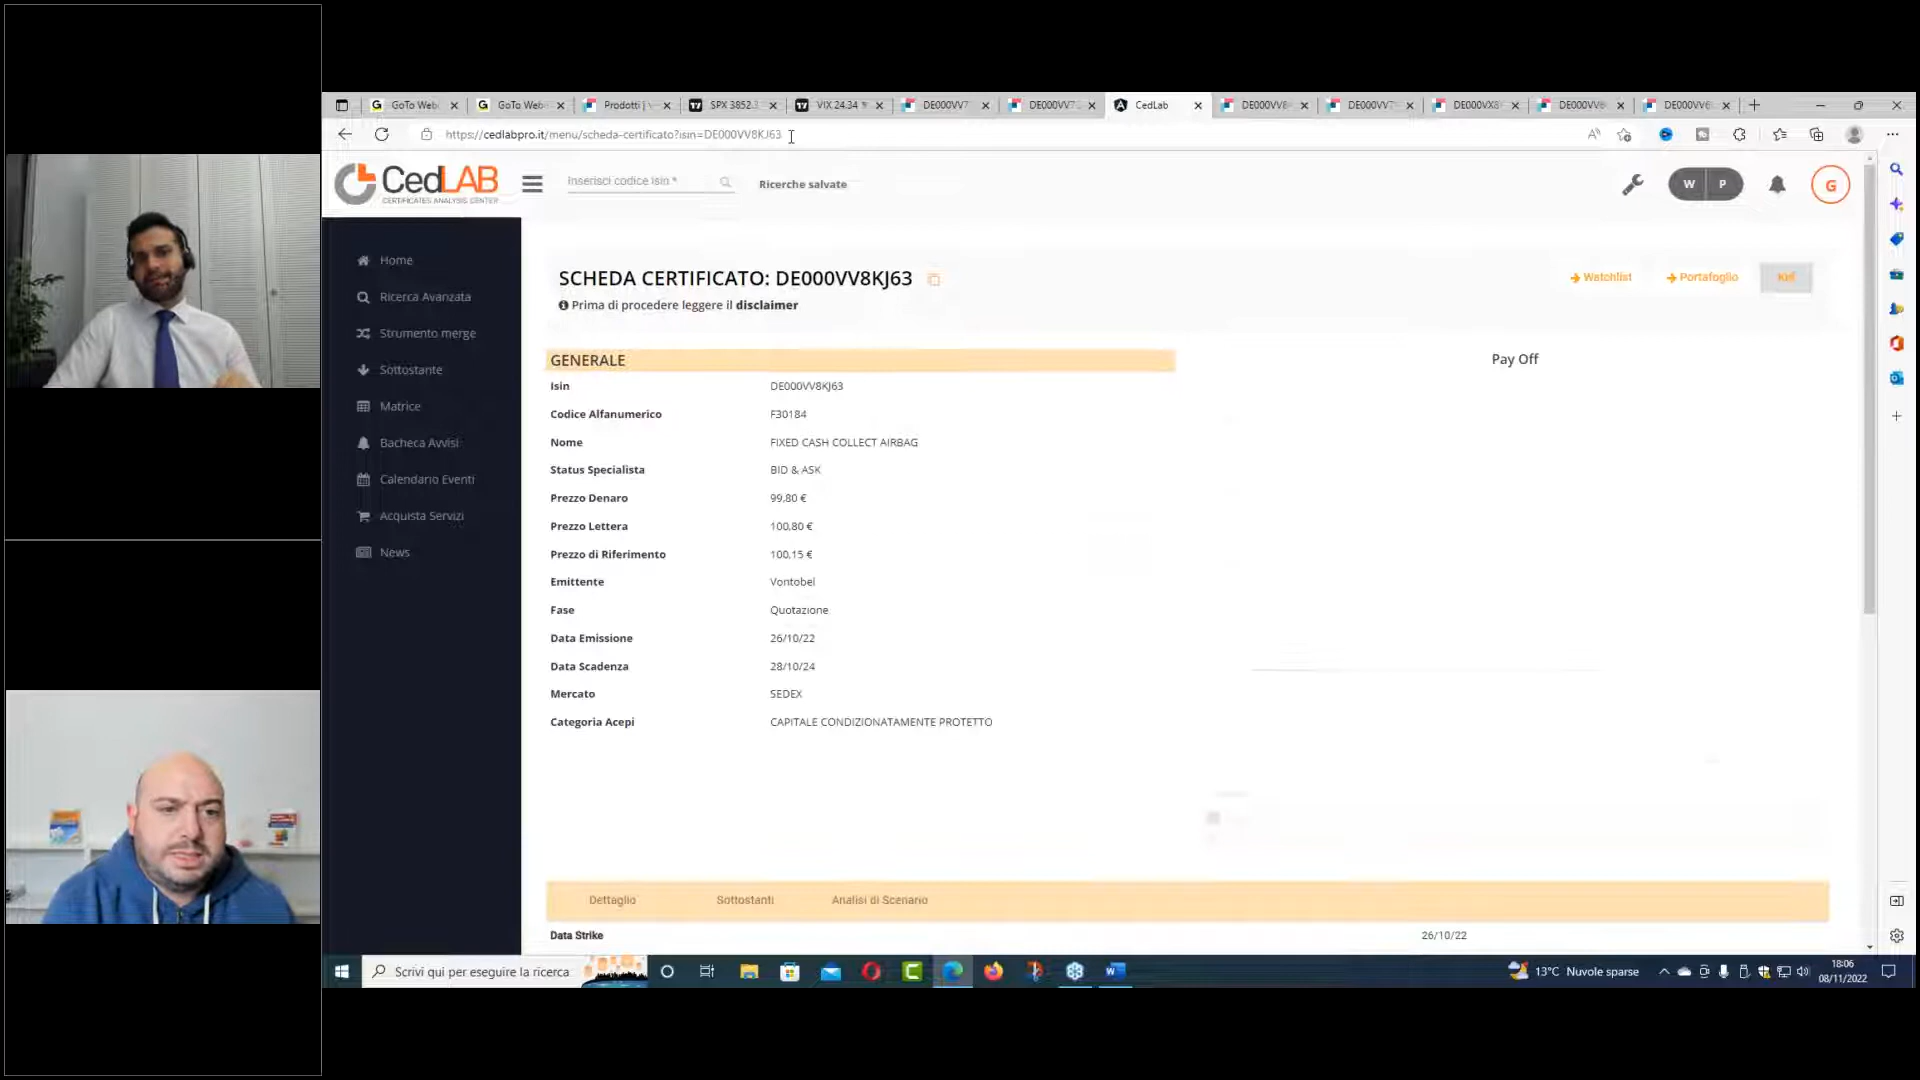 GoTo Web
GoTo Web
Prodotti |
SPX 3852.
VIX 24.34
DE000VV7
DE000VV7
CedLab
DE000VV8
DE000VV7
DE000VX8
DE000VV6
DE000VV6
https://cedlabpro.it/menu/scheda-certificato?isin=DE000VV8KJ63
CedLAB
CERTIFICATES ANALYSIS CENTER
Inserisci codice isin *
Ricerche salvate
W P
G
Home
Ricerca Avanzata
Strumento merge
Sottostante
Matrice
Bacheca Avvisi
Calendario Eventi
Acquista Servizi
News
SCHEDA CERTIFICATO: DE000VV8KJ63
Prima di procedere leggere il disclaimer
Watchlist
Portafoglio
GENERALE
Isin DE000VV8KJ63
Codice Alfanumerico F30184
Nome FIXED CASH COLLECT AIRBAG
Status Specialista BID & ASK
Prezzo Denaro 99,80 €
Prezzo Lettera 100,80 €
Prezzo di Riferimento 100,15 €
Emittente Vontobel
Fase Quotazione
Data Emissione 26/10/22
Data Scadenza 28/10/24
Mercato SEDEX
Categoria Acepi CAPITALE CONDIZIONATAMENTE PROTETTO
Pay Off
Dettaglio Sottostanti Analisi di Scenario
Data Strike 26/10/22
Scrivi qui per eseguire la ricerca
13°C Nuvole sparse
18:06
08/11/2022